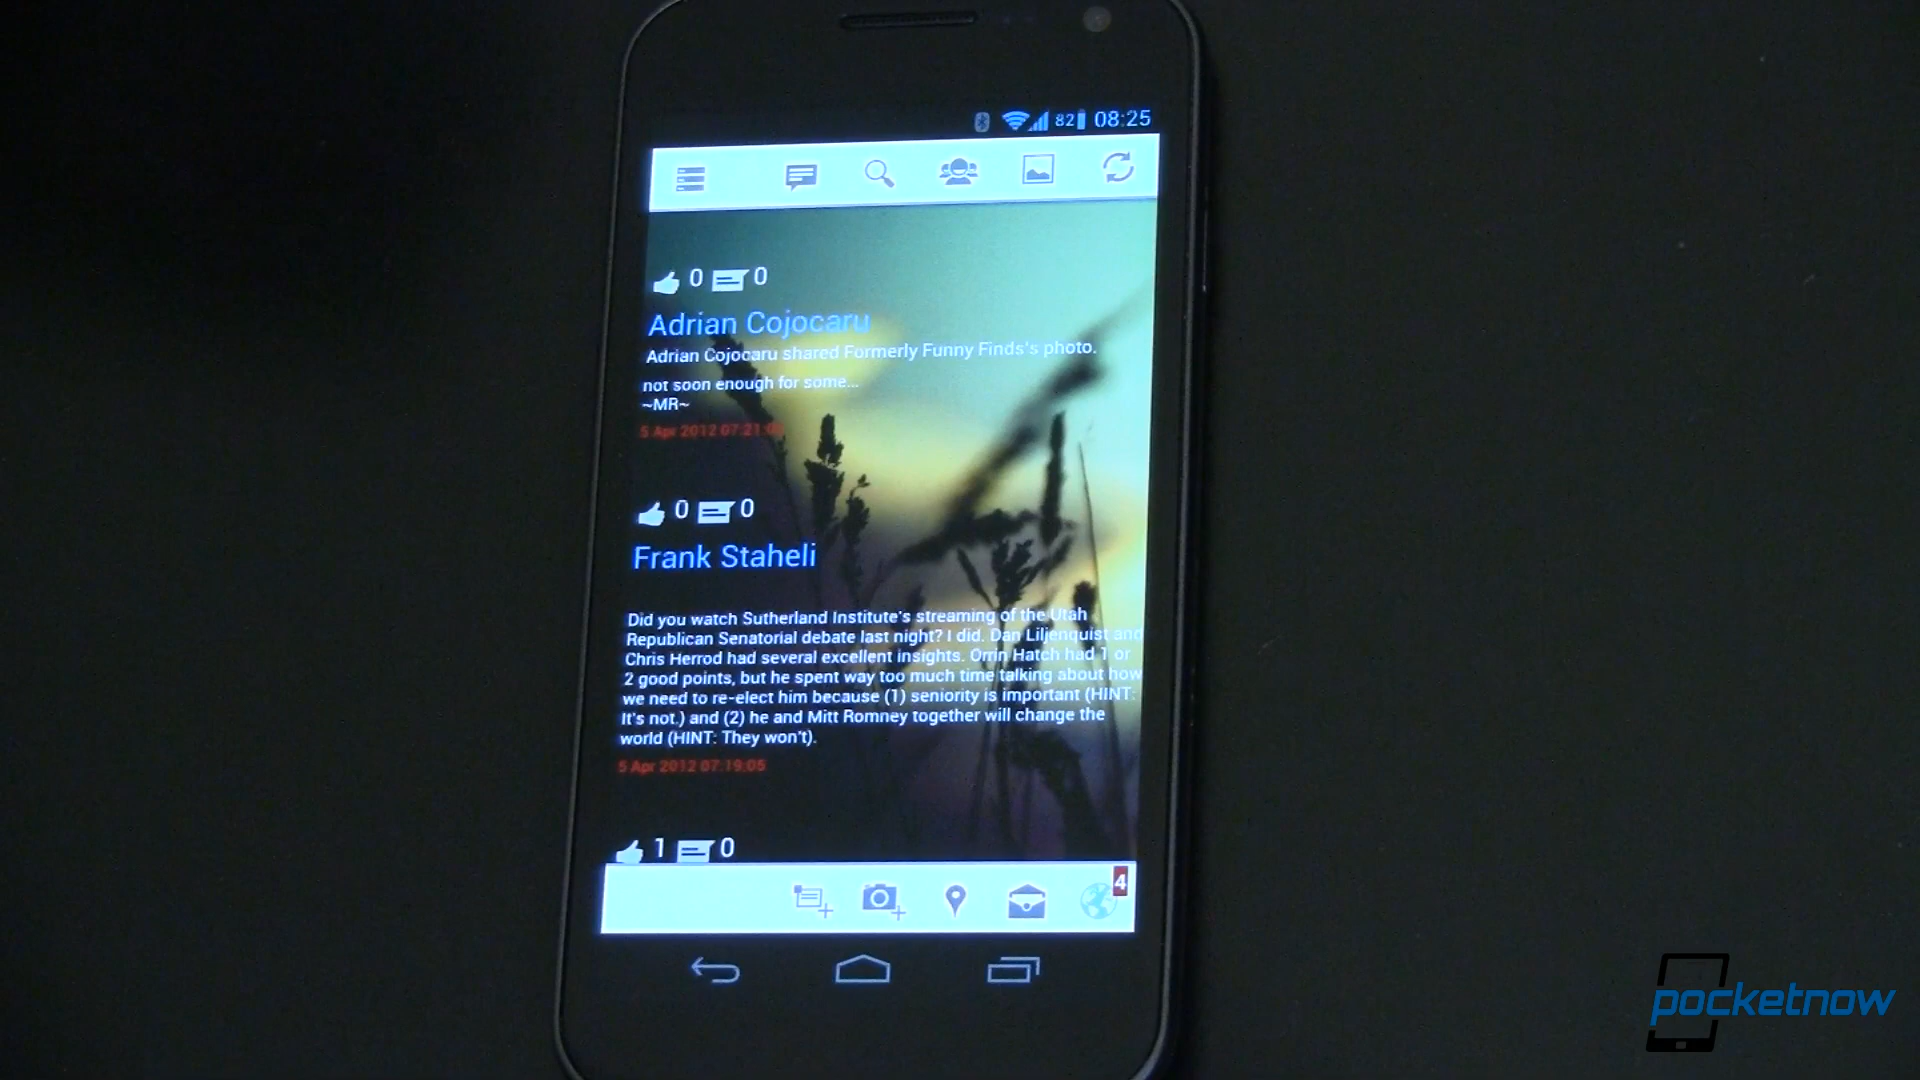 82 08:25
0 0
Adrian Cojocaru
Adrian Cojocaru shared Formerly Funny Finds's photo.
not soon enough for some...
~MR~
5 Apr 2012 07:21
0 0
Frank Staheli
Did you watch Sutherland Institute's streaming of the Utah
Republican Senatorial debate last night? I did. Dan Liljenquist and
Chris Herrod had several excellent insights. Orrin Hatch had 1 or
2 good points, but he spent way too much time talking about how
we need to re-elect him because (1) seniority is important (HINT:
It's not.) and (2) he and Mitt Romney together will change the
world (HINT: They won't).
5 Apr 2012 07:19:05
1 0
4
pocketnow